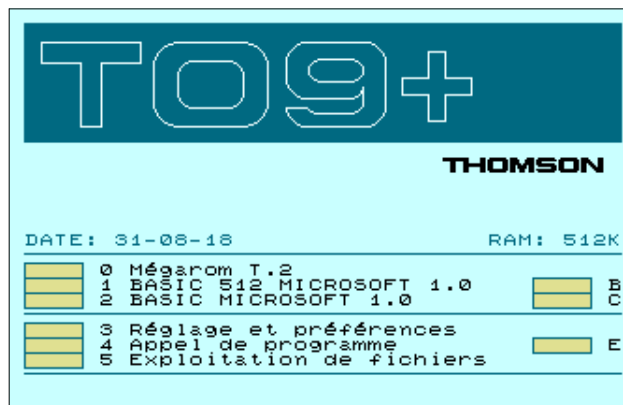 TO9+
THOMSON
DATE: 31-08-18 RAM: 512K
0 Mégarom T.2
1 BASIC 512 MICROSOFT 1.0 B
2 BASIC MICROSOFT 1.0 C
3 Réglage et préférences
4 Appel de programme E
5 Exploitation de fichiers